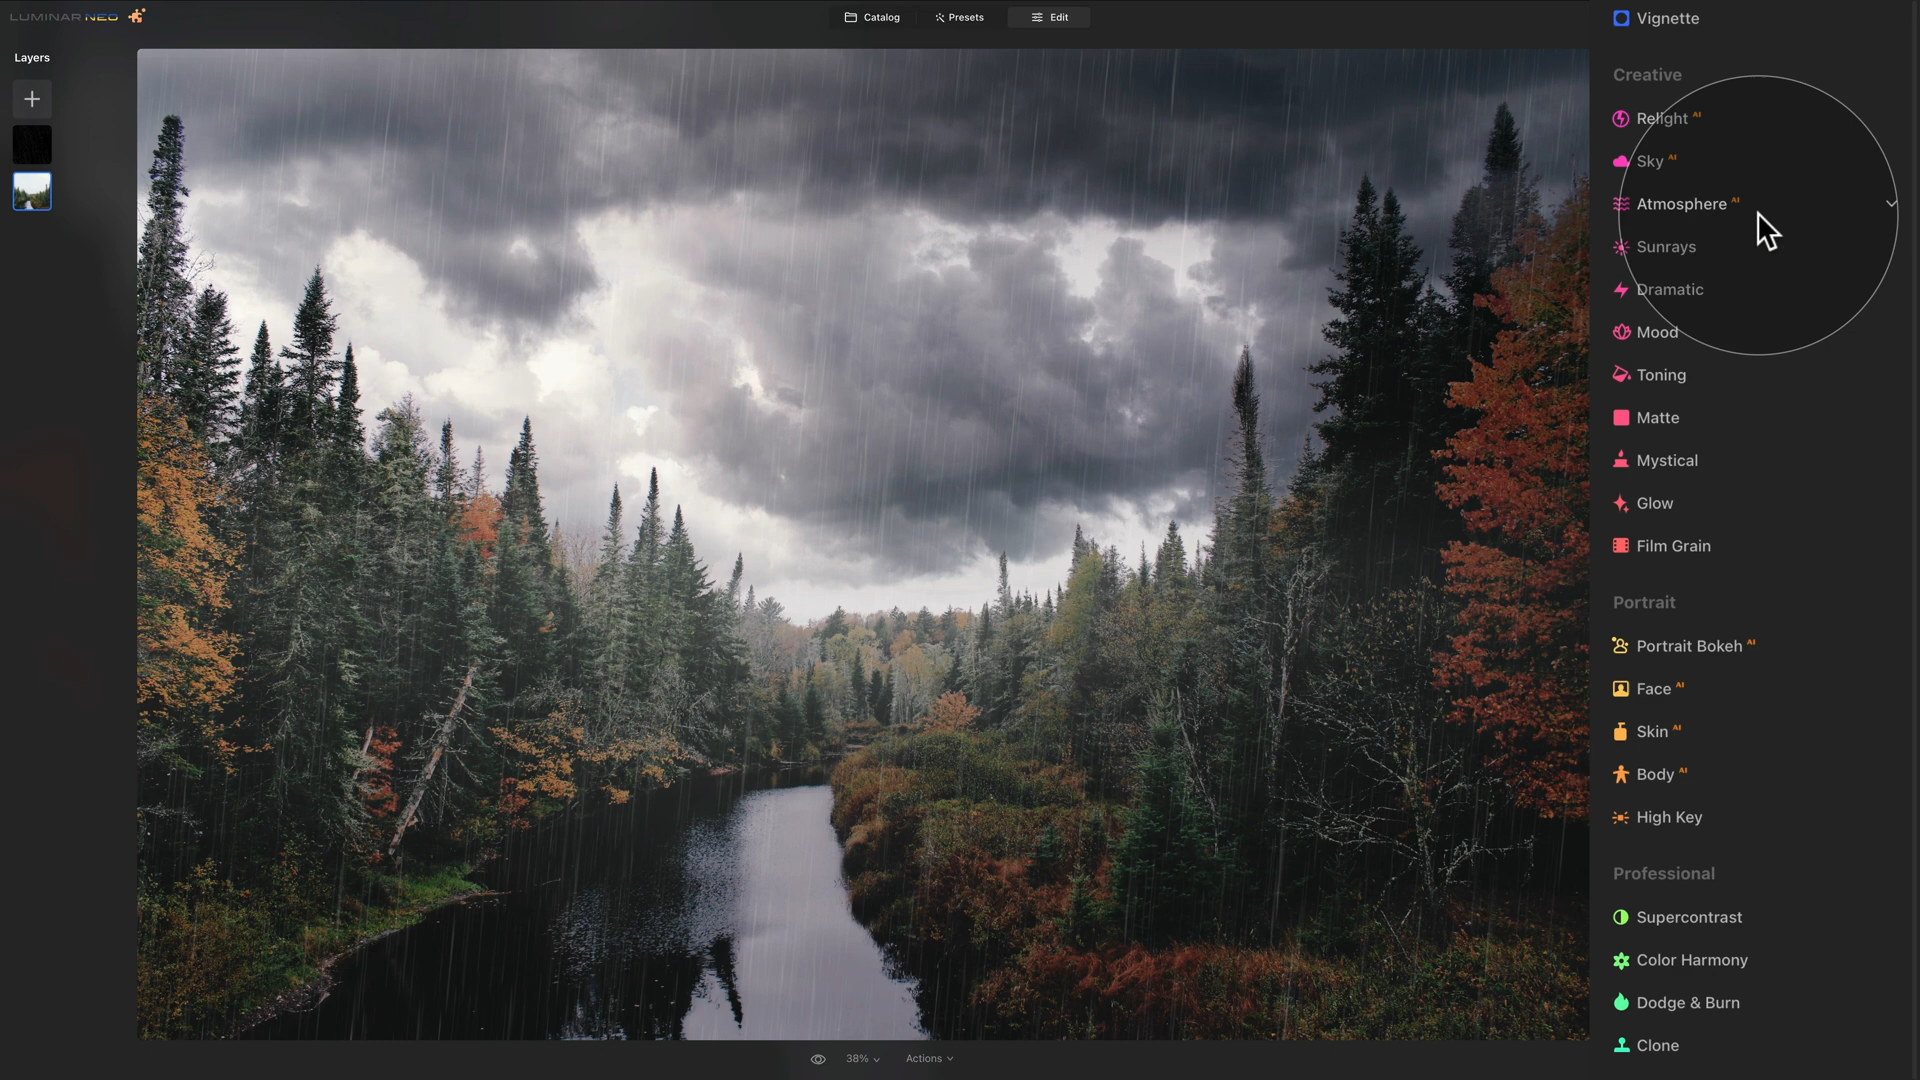 LUMINAR NEO
Catalog
Presets
Edit
Layers
Vignette
Creative
Relight AI
Sky AI
Atmosphere AI
Sunrays
Dramatic
Mood
Toning
Matte
Mystical
Glow
Film Grain
Portrait
Portrait Bokeh AI
Face AI
Skin AI
Body AI
High Key
Professional
Supercontrast
Color Harmony
Dodge & Burn
Clone
38%
Actions